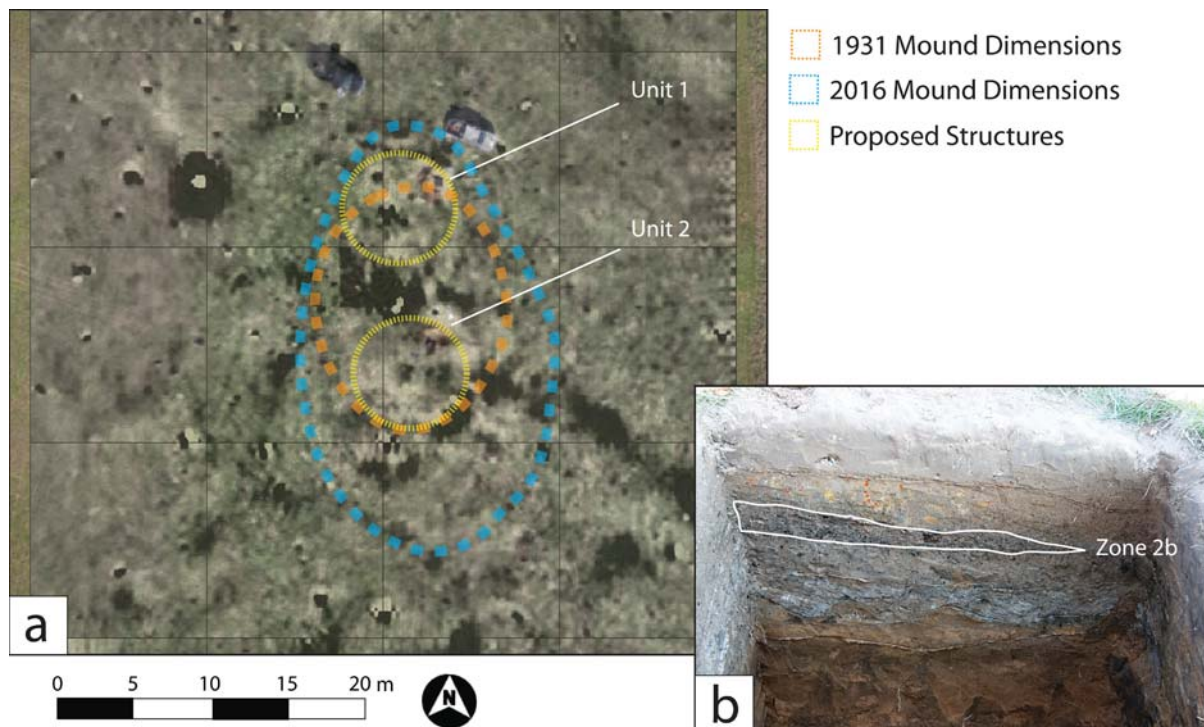 1931 Mound Dimensions
2016 Mound Dimensions
Proposed Structures
Unit 1
Unit 2
a
0 5 10 15 20 m
N
Zone 2b
b